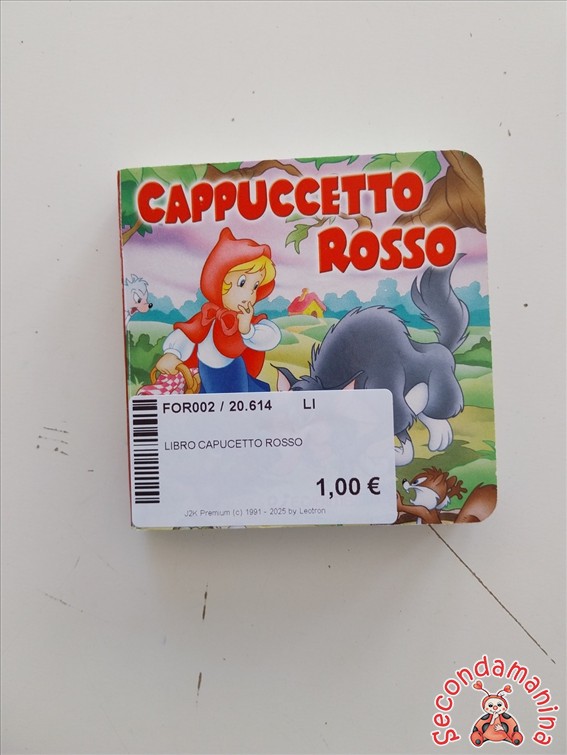 CAPPUCCETTO
ROSSO
FOR002 / 20.614 LI
LIBRO CAPUCETTO ROSSO
1,00 €
J2K Premium (c) 1991 - 2025 by Leotron
Secondamanina